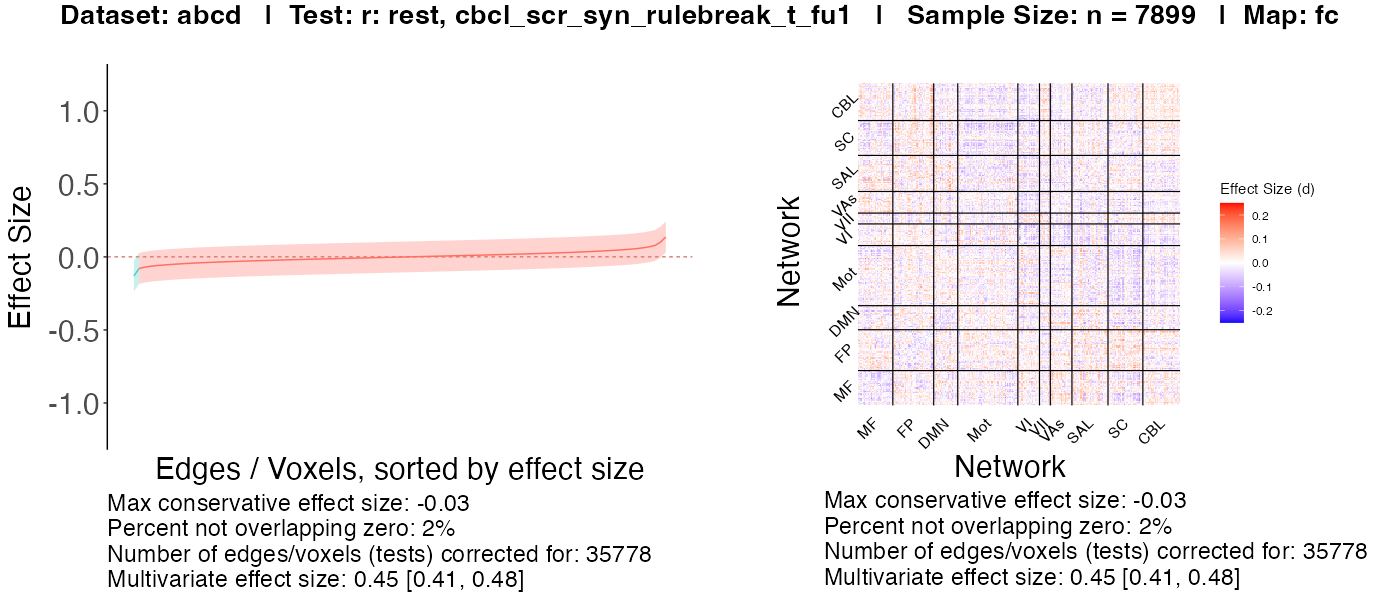 Dataset: abcd | Test: r: rest, cbcl_scr_syn_rulebreak_t_fu1 | Sample Size: n = 7899 | Map: fc
Effect Size
1.0
0.5
0.0
-0.5
-1.0
Edges / Voxels, sorted by effect size
Max conservative effect size: -0.03
Percent not overlapping zero: 2%
Number of edges/voxels (tests) corrected for: 35778
Multivariate effect size: 0.45 [0.41, 0.48]
Network
CBL
SC
SAL
VAs
VII
VI
Mot
DMN
FP
MF
MF
FP
DMN
Mot
VI
VII
VAs
SAL
SC
CBL
Network
Effect Size (d)
0.2
0.1
0.0
-0.1
-0.2
Max conservative effect size: -0.03
Percent not overlapping zero: 2%
Number of edges/voxels (tests) corrected for: 35778
Multivariate effect size: 0.45 [0.41, 0.48]